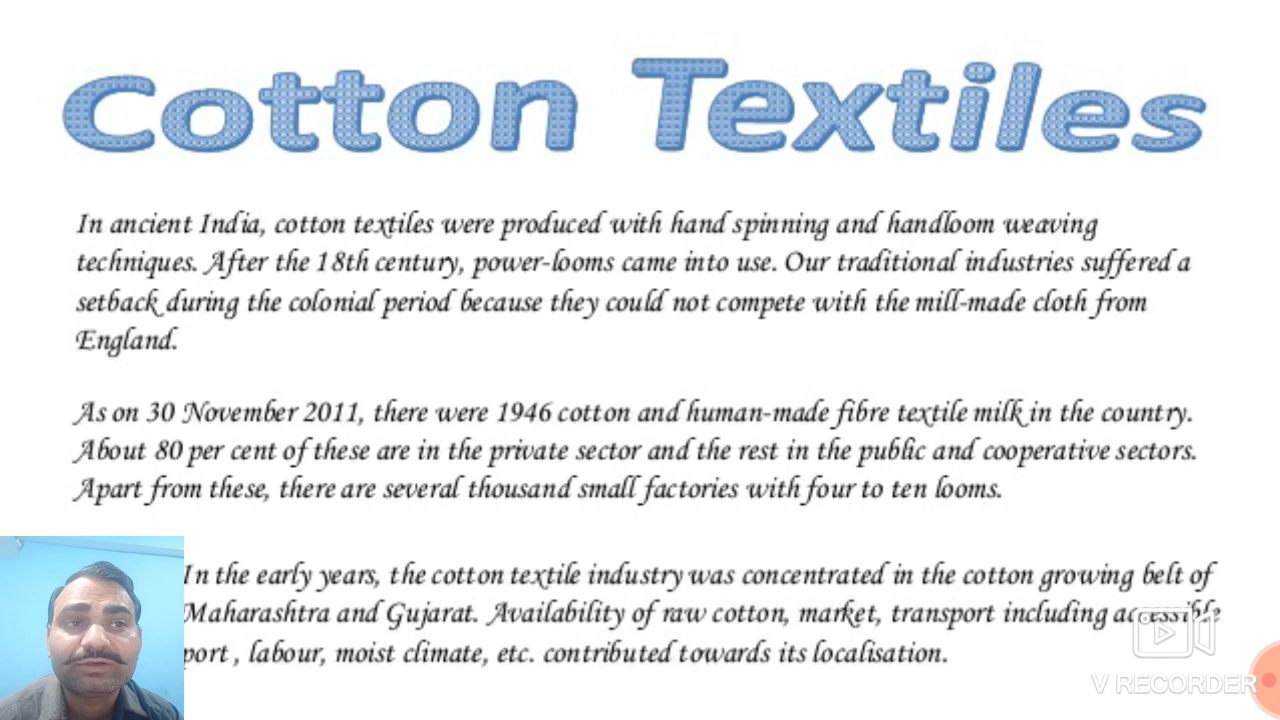 Cotton Textiles
In ancient India, cotton textiles were produced with hand spinning and handloom weaving
techniques. After the 18th century, power-looms came into use. Our traditional industries suffered a
setback during the colonial period because they could not compete with the mill-made cloth from
England.
As on 30 November 2011, there were 1946 cotton and human-made fibre textile milk in the country.
About 80 per cent of these are in the private sector and the rest in the public and cooperative sectors.
Apart from these, there are several thousand small factories with four to ten looms.
In the early years, the cotton textile industry was concentrated in the cotton growing belt of
Maharashtra and Gujarat. Availability of raw cotton, market, transport including accessible
port , labour, moist climate, etc. contributed towards its localisation.
V RECORDER